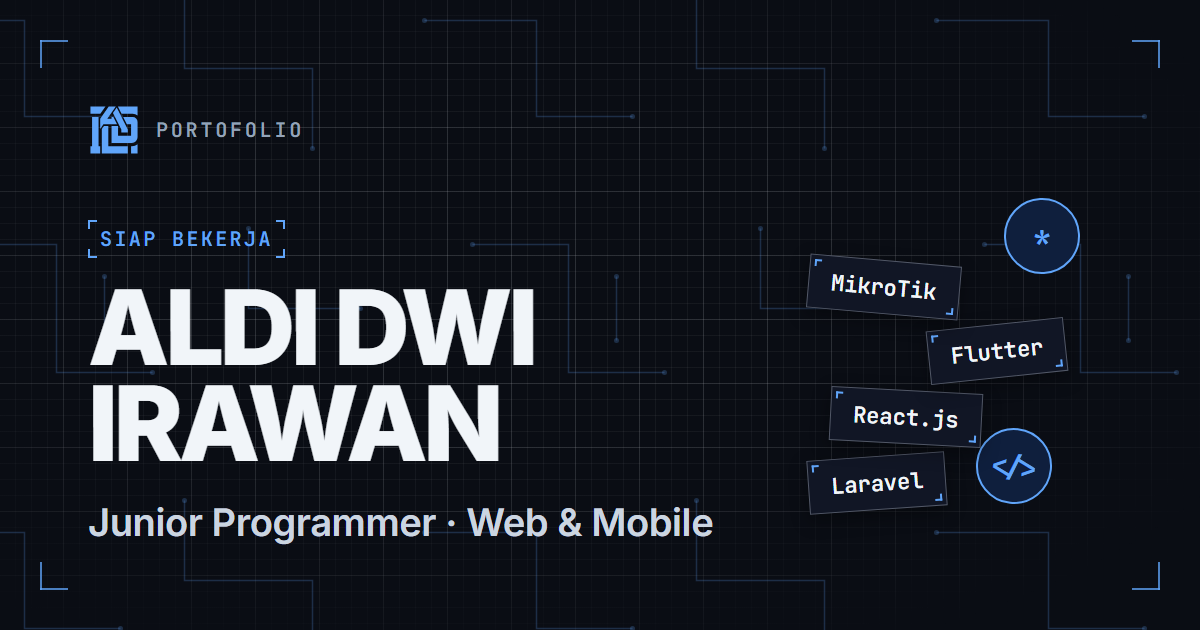 PORTOFOLIO
SIAP BEKERJA
ALDI DWI
IRAWAN
Junior Programmer · Web & Mobile
*
MikroTik
Flutter
React.js
Laravel
</>